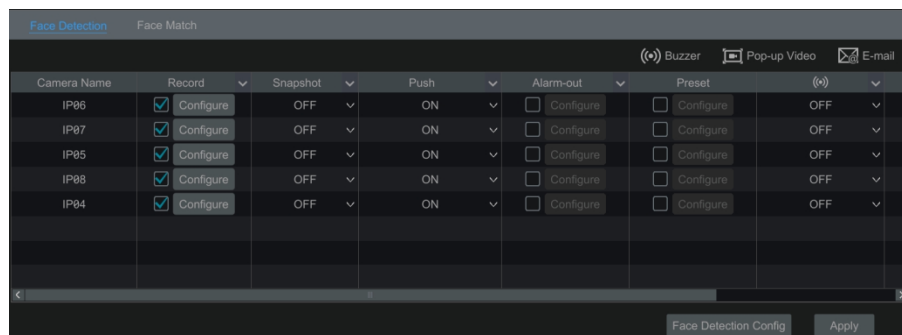 Face Detection Face Match
Buzzer Pop-up Video E-mail
Camera Name Record Snapshot Push Alarm-out Preset
IP06 Configure OFF ON Configure Configure OFF
IP07 Configure OFF ON Configure Configure OFF
IP05 Configure OFF ON Configure Configure OFF
IP08 Configure OFF ON Configure Configure OFF
IP04 Configure OFF ON Configure Configure OFF
Face Detection Config Apply